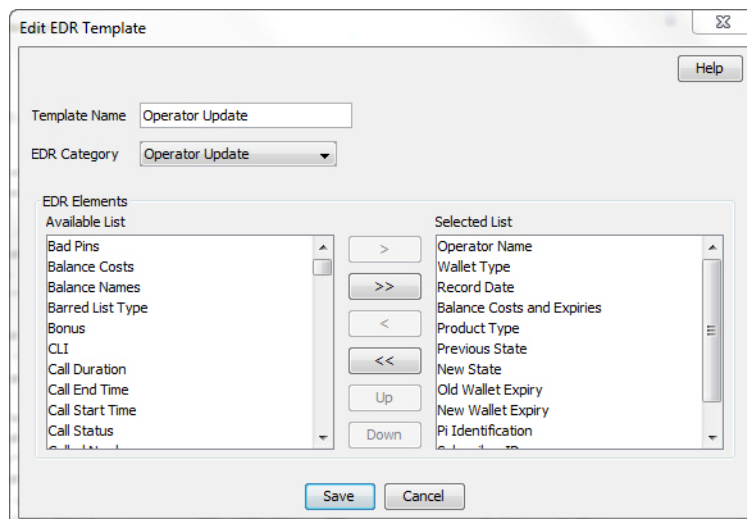 Edit EDR Template
Help
Template Name Operator Update
EDR Category Operator Update
EDR Elements
Available List
Bad Pins
Balance Costs
Balance Names
Barred List Type
Bonus
CLI
Call Duration
Call End Time
Call Start Time
Call Status
>
>>
<
<<
Up
Down
Selected List
Operator Name
Wallet Type
Record Date
Balance Costs and Expiries
Product Type
Previous State
New State
Old Wallet Expiry
New Wallet Expiry
Pi Identification
Save Cancel